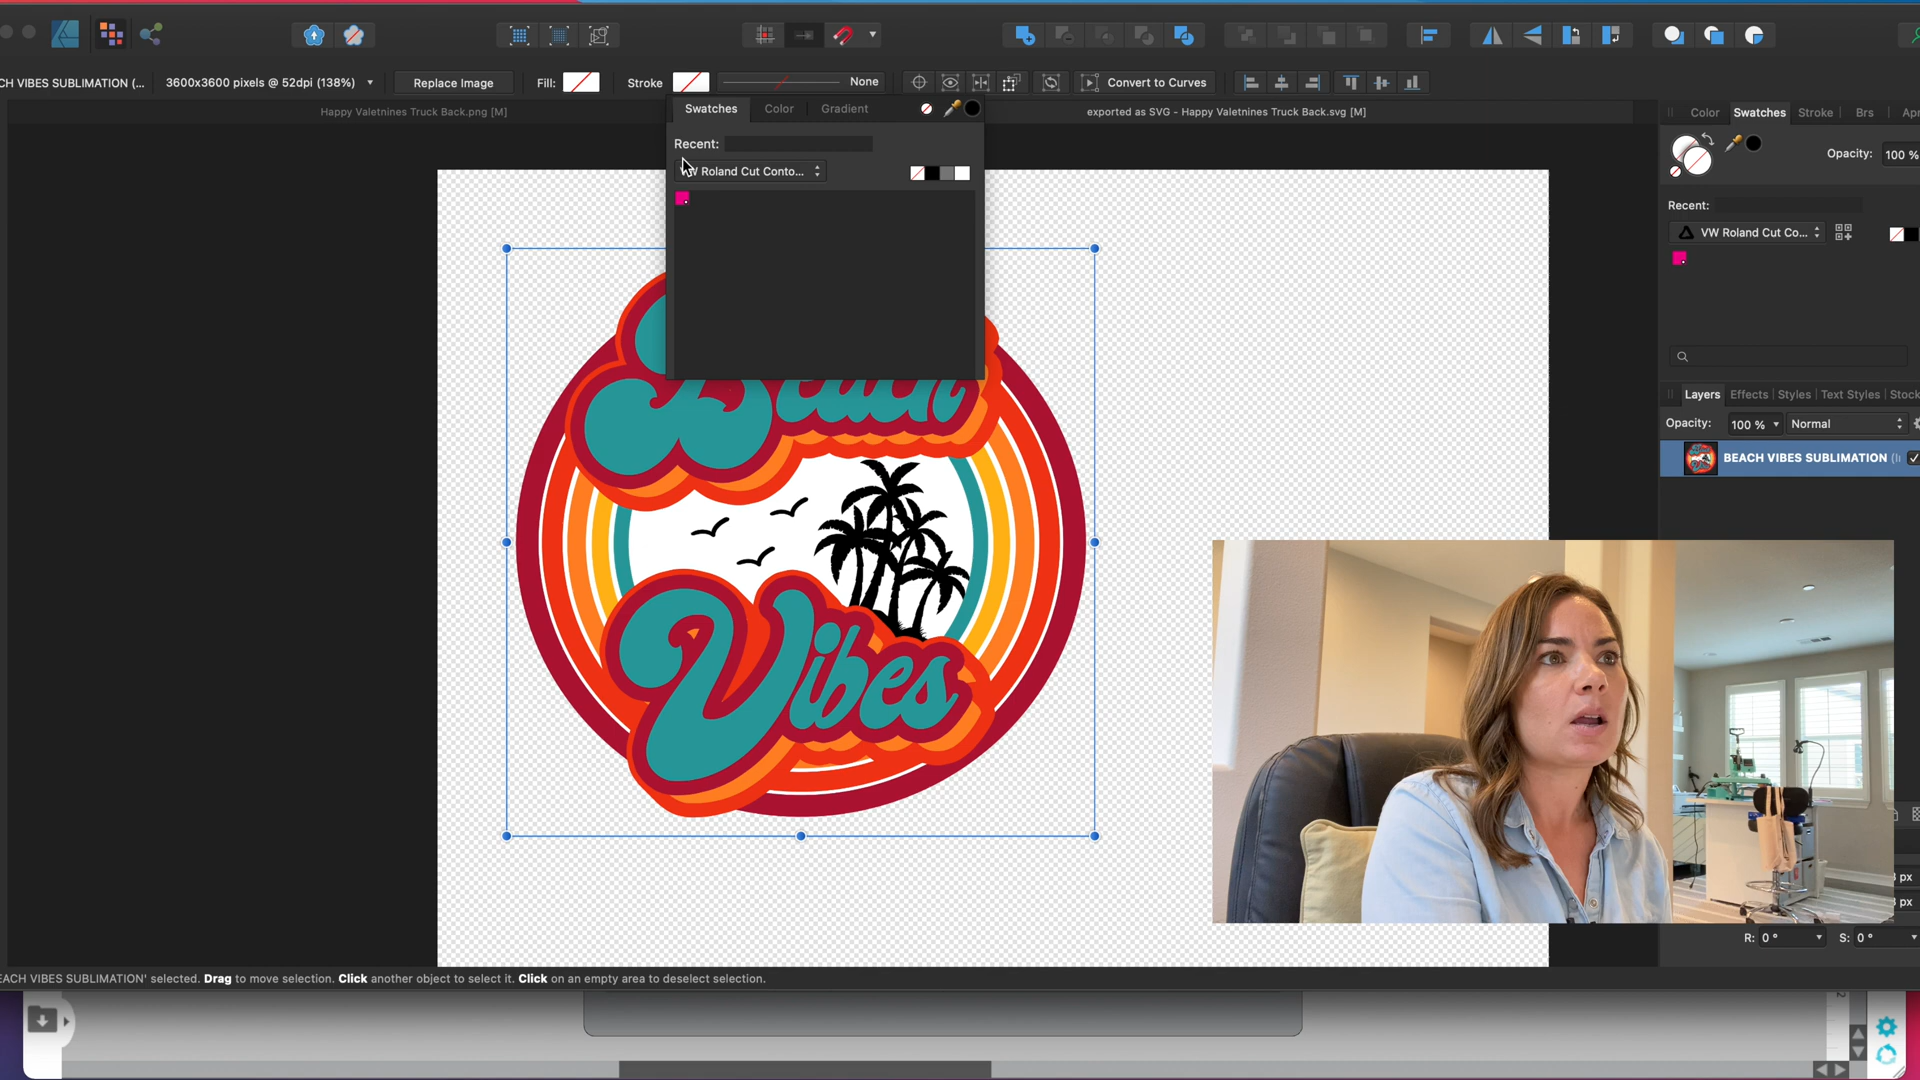 ACH VIBES SUBLIMATION (... 3600x3600 pixels @ 52dpi (138%) Replace Image Fill: Stroke None Convert to Curves
Happy Valetnines Truck Back.png [M]
exported as SVG - Happy Valetnines Truck Back.svg [M]
Swatches Color Gradient
Recent:
Roland Cut Conto...
Beach
Vibes
Color Swatches Stroke Brs
Opacity: 100 %
Recent:
VW Roland Cut Co...
Layers Effects Styles Text Styles Stock
Opacity: 100 % Normal
BEACH VIBES SUBLIMATION
px
px
R: 0 ° S: 0 °
EACH VIBES SUBLIMATION' selected. Drag to move selection. Click another object to select it. Click on an empty area to deselect selection.